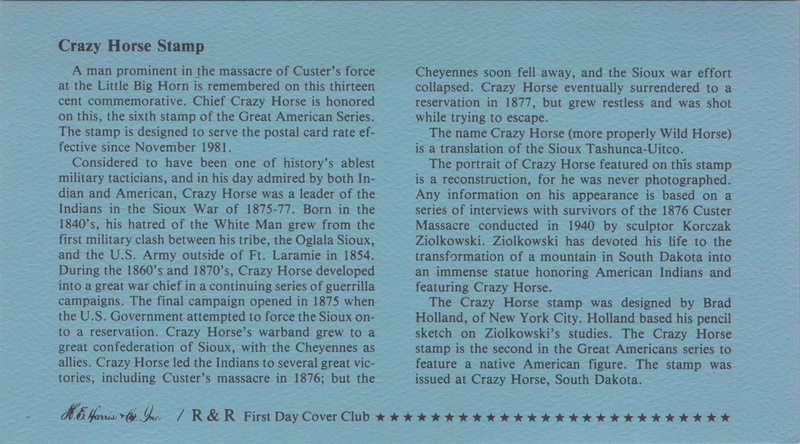 Crazy Horse Stamp
A man prominent in the massacre of Custer's force
at the Little Big Horn is remembered on this thirteen
cent commemorative. Chief Crazy Horse is honored
on this, the sixth stamp of the Great American Series.
The stamp is designed to serve the postal card rate ef-
fective since November 1981.
Considered to have been one of history's ablest
military tacticians, and in his day admired by both In-
dian and American, Crazy Horse was a leader of the
Indians in the Sioux War of 1875-77. Born in the
1840's, his hatred of the White Man grew from the
first military clash between his tribe, the Oglala Sioux,
and the U.S. Army outside of Ft. Laramie in 1854.
During the 1860's and 1870's, Crazy Horse developed
into a great war chief in a continuing series of guerrilla
campaigns. The final campaign opened in 1875 when
the U.S. Government attempted to force the Sioux on-
to a reservation. Crazy Horse's warband grew to a
great confederation of Sioux, with the Cheyennes as
allies. Crazy Horse led the Indians to several great vic-
tories, including Custer's massacre in 1876; but the
Cheyennes soon fell away, and the Sioux war effort
collapsed. Crazy Horse eventually surrendered to a
reservation in 1877, but grew restless and was shot
while trying to escape.
The name Crazy Horse (more properly Wild Horse)
is a translation of the Sioux Tashunca-Uitco.
The portrait of Crazy Horse featured on this stamp
is a reconstruction, for he was never photographed.
Any information on his appearance is based on a
series of interviews with survivors of the 1876 Custer
Massacre conducted in 1940 by sculptor Korczak
Ziolkowski. Ziolkowski has devoted his life to the
transformation of a mountain in South Dakota into
an immense statue honoring American Indians and
featuring Crazy Horse.
The Crazy Horse stamp was designed by Brad
Holland, of New York City. Holland based his pencil
sketch on Ziolkowski's studies. The Crazy Horse
stamp is the second in the Great Americans series to
feature a native American figure. The stamp was
issued at Crazy Horse, South Dakota.
H.E. Harris & Co., Inc. / R & R First Day Cover Club ★★★★★★★★★★★★★★★★★★★★★★★★★★